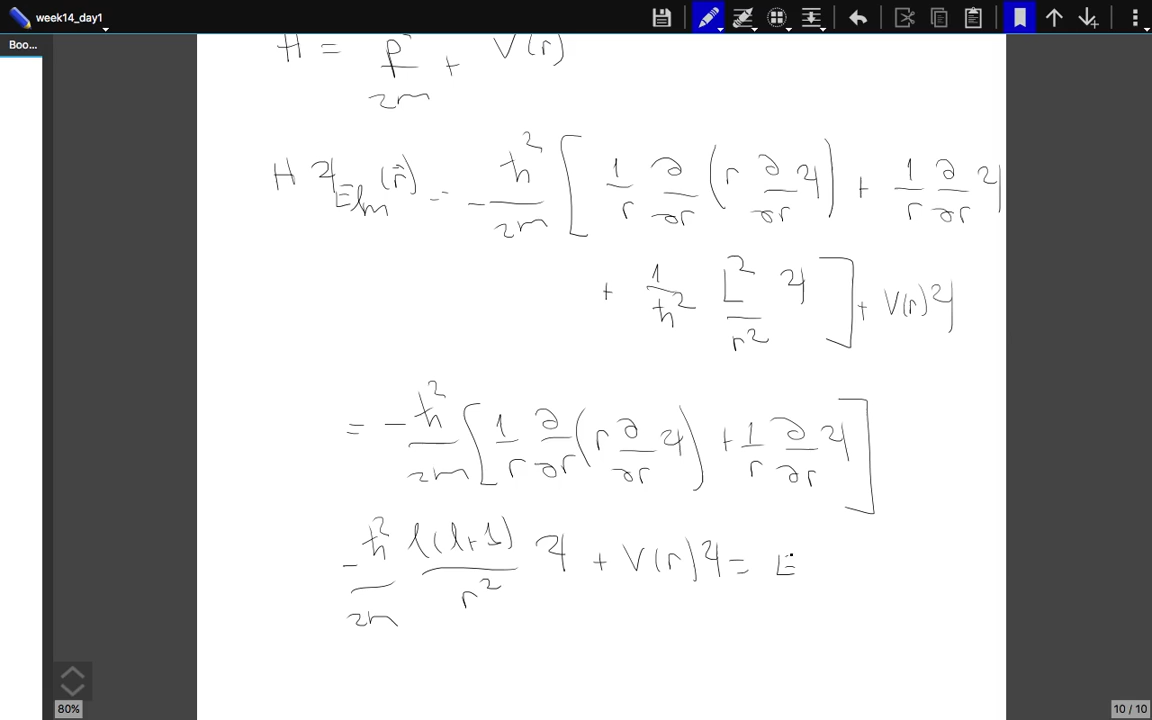 week14_day1
Boo...
H = p²/2m + V(r)
H ψ_Elm(r⃗) = -ħ²/2m [ 1/r ∂/∂r (r ∂/∂r ψ) + 1/r ∂/∂r ψ
+ 1/ħ² L²/r² ψ ] + V(r)ψ
= -ħ²/2m [ 1/r ∂/∂r (r ∂/∂r ψ) + 1/r ∂/∂r ψ ]
-ħ²/2m l(l+1)/r² ψ + V(r)ψ = E
80%
10 / 10